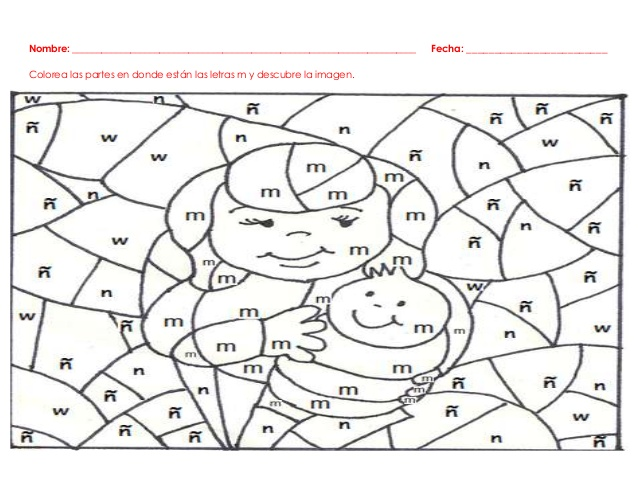 Nombre: ______________________________ Fecha: ______________
Colorea las partes en donde están las letras m y descubre la imagen.
w n ñ ñ ñ ñ
ñ w n n w
w m ñ n ñ
m m m
ñ n m m ñ ñ
w m ñ n
ñ m m m ñ
n m w
w ñ m m m ñ
m m m m m n w
ñ n m m
ñ n m m ñ ñ n
w ñ ñ m m m ñ w
ñ ñ ñ n n n ñ